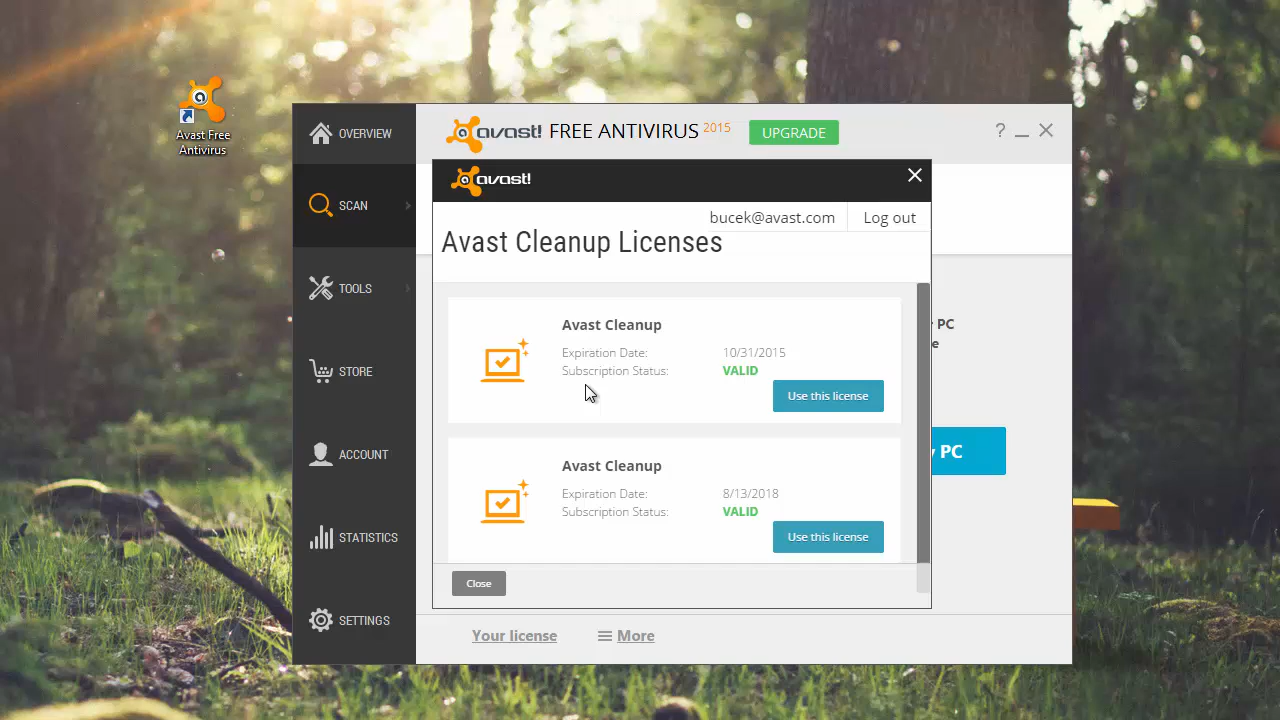 Avast Free
Antivirus
OVERVIEW
SCAN
TOOLS
STORE
ACCOUNT
STATISTICS
SETTINGS
avast! FREE ANTIVIRUS 2015
UPGRADE
?
avast!
bucek@avast.com
Log out
Avast Cleanup Licenses
Avast Cleanup
Expiration Date: 10/31/2015
Subscription Status: VALID
Use this license
Avast Cleanup
Expiration Date: 8/13/2018
Subscription Status: VALID
Use this license
Close
PC
e
PC
Your license
More